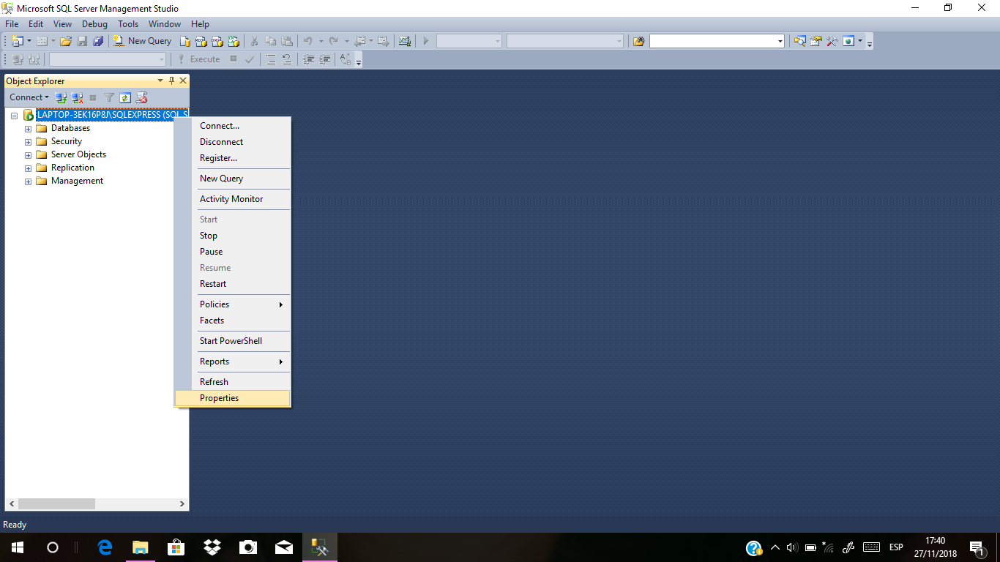 Microsoft SQL Server Management Studio
File Edit View Debug Tools Window Help
New Query
Execute
Object Explorer
Connect
LAPTOP-3EK16P8J\SQLEXPRESS (SQL S
Databases
Security
Server Objects
Replication
Management
Connect...
Disconnect
Register...
New Query
Activity Monitor
Start
Stop
Pause
Resume
Restart
Policies
Facets
Start PowerShell
Reports
Refresh
Properties
Ready
ESP
17:40
27/11/2018
1